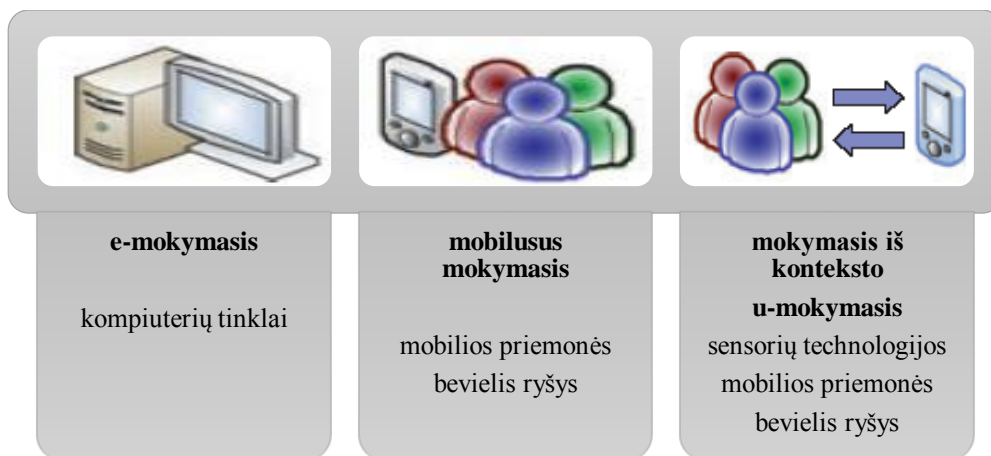 e-mokymasis
kompiuterių tinklai
mobilusus
mokymasis
mobilios priemonės
bevielis ryšys
mokymasis iš
konteksto
u-mokymasis
sensorių technologijos
mobilios priemonės
bevielis ryšys